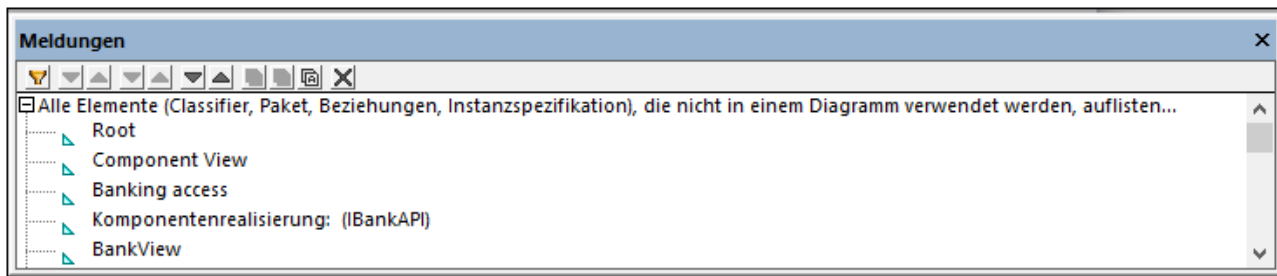 Meldungen
Alle Elemente (Classifier, Paket, Beziehungen, Instanzspezifikation), die nicht in einem Diagramm verwendet werden, auflisten...
Root
Component View
Banking access
Komponentenrealisierung: (IBankAPI)
BankView